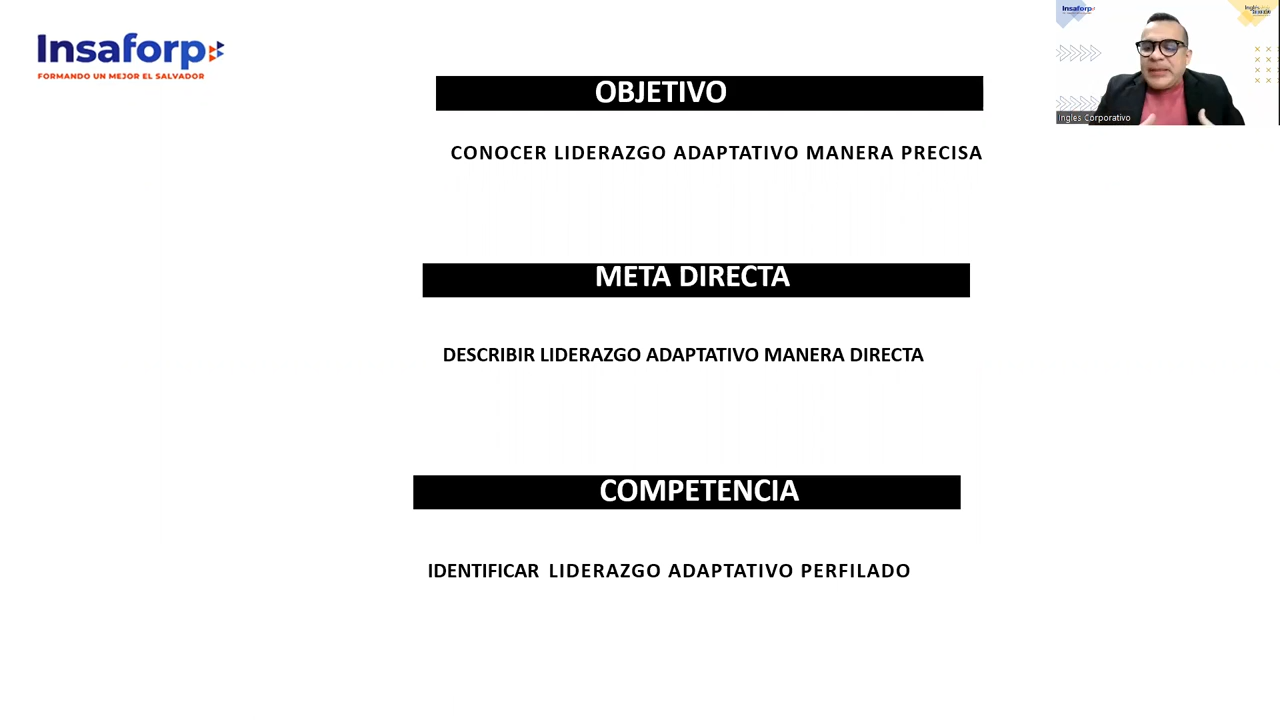 Insaforp
FORMANDO UN MEJOR EL SALVADOR
OBJETIVO
CONOCER LIDERAZGO ADAPTATIVO MANERA PRECISA
META DIRECTA
DESCRIBIR LIDERAZGO ADAPTATIVO MANERA DIRECTA
COMPETENCIA
IDENTIFICAR LIDERAZGO ADAPTATIVO PERFILADO
Insaforp
Ingles Corporativo